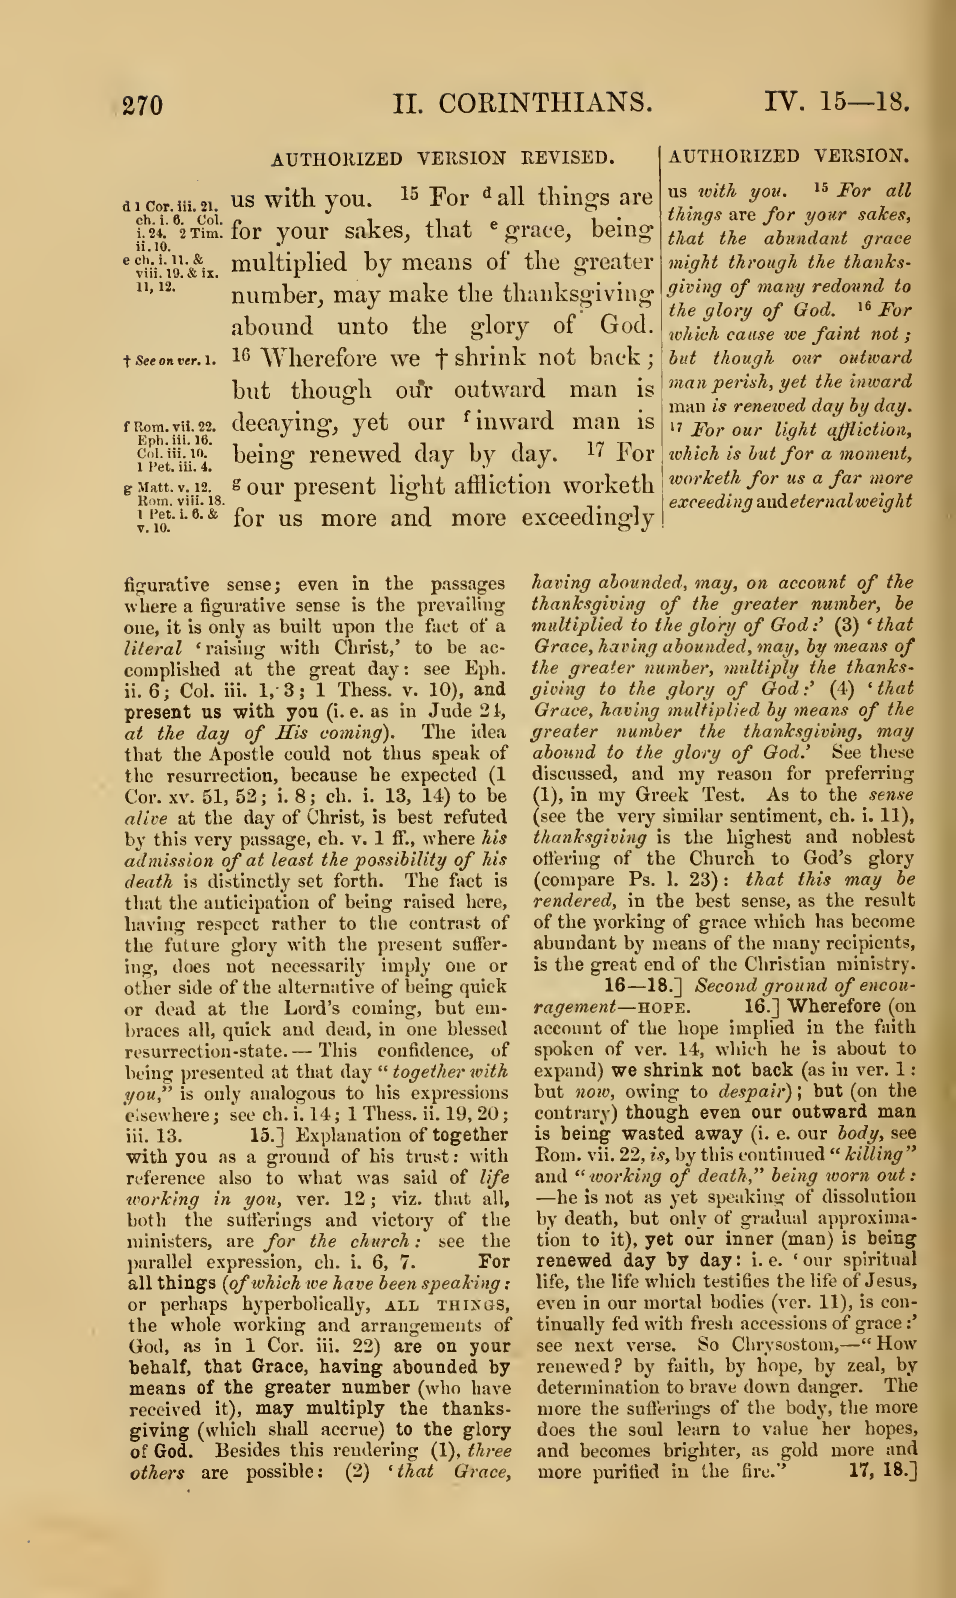 270 II. CORINTHIANS. IV. 15—18.
AUTHORIZED VERSION REVISED.
d 1 Cor. iii. 21.
ch. i. 6. Col.
i. 24. 2 Tim.
ii. 10.
e ch. i. 11. &
viii. 19. & ix.
11, 12.
† See on ver. 1.
f Rom. vii. 22.
Eph. iii. 16.
Col. iii. 10.
1 Pet. iii. 4.
g Matt. v. 12.
Rom. viii. 18.
1 Pet. i. 6. &
v. 10.
us with you. 15 For d all things are
for your sakes, that e grace, being
multiplied by means of the greater
number, may make the thanksgiving
abound unto the glory of God.
16 Wherefore we † shrink not back;
but though our outward man is
decaying, yet our f inward man is
being renewed day by day. 17 For
g our present light affliction worketh
for us more and more exceedingly
AUTHORIZED VERSION.
us with you. 15 For all
things are for your sakes,
that the abundant grace
might through the thanks-
giving of many redound to
the glory of God. 16 For
which cause we faint not;
but though our outward
man perish, yet the inward
man is renewed day by day.
17 For our light affliction,
which is but for a moment,
worketh for us a far more
exceeding and eternal weight
figurative sense; even in the passages
where a figurative sense is the prevailing
one, it is only as built upon the fact of a
literal ‘raising with Christ,’ to be ac-
complished at the great day: see Eph.
ii. 6; Col. iii. 1, 3; 1 Thess. v. 10), and
present us with you (i. e. as in Jude 24,
at the day of His coming). The idea
that the Apostle could not thus speak of
the resurrection, because he expected (1
Cor. xv. 51, 52; i. 8; ch. i. 13, 14) to be
alive at the day of Christ, is best refuted
by this very passage, ch. v. 1 ff., where his
admission of at least the possibility of his
death is distinctly set forth. The fact is
that the anticipation of being raised here,
having respect rather to the contrast of
the future glory with the present suffer-
ing, does not necessarily imply one or
other side of the alternative of being quick
or dead at the Lord's coming, but em-
braces all, quick and dead, in one blessed
resurrection-state.—This confidence, of
being presented at that day “together with
you,” is only analogous to his expressions
elsewhere; see ch. i. 14; 1 Thess. ii. 19, 20;
iii. 13. 15.] Explanation of together
with you as a ground of his trust: with
reference also to what was said of life
working in you, ver. 12; viz. that all,
both the sufferings and victory of the
ministers, are for the church: see the
parallel expression, ch. i. 6, 7. For
all things (of which we have been speaking:
or perhaps hyperbolically, ALL THINGS,
the whole working and arrangements of
God, as in 1 Cor. iii. 22) are on your
behalf, that Grace, having abounded by
means of the greater number (who have
received it), may multiply the thanks-
giving (which shall accrue) to the glory
of God. Besides this rendering (1), three
others are possible: (2) ‘that Grace,
having abounded, may, on account of the
thanksgiving of the greater number, be
multiplied to the glory of God:’ (3) ‘that
Grace, having abounded, may, by means of
the greater number, multiply the thanks-
giving to the glory of God:’ (4) ‘that
Grace, having multiplied by means of the
greater number the thanksgiving, may
abound to the glory of God.’ See these
discussed, and my reason for preferring
(1), in my Greek Test. As to the sense
(see the very similar sentiment, ch. i. 11),
thanksgiving is the highest and noblest
offering of the Church to God's glory
(compare Ps. l. 23): that this may be
rendered, in the best sense, as the result
of the working of grace which has become
abundant by means of the many recipients,
is the great end of the Christian ministry.
16—18.] Second ground of encou-
ragement—HOPE. 16.] Wherefore (on
account of the hope implied in the faith
spoken of ver. 14, which he is about to
expand) we shrink not back (as in ver. 1:
but now, owing to despair); but (on the
contrary) though even our outward man
is being wasted away (i. e. our body, see
Rom. vii. 22, is, by this continued “killing”
and “working of death,” being worn out:
—he is not as yet speaking of dissolution
by death, but only of gradual approxima-
tion to it), yet our inner (man) is being
renewed day by day: i. e. ‘our spiritual
life, the life which testifies the life of Jesus,
even in our mortal bodies (ver. 11), is con-
tinually fed with fresh accessions of grace:’
see next verse. So Chrysostom,—“How
renewed? by faith, by hope, by zeal, by
determination to brave down danger. The
more the sufferings of the body, the more
does the soul learn to value her hopes,
and becomes brighter, as gold more and
more purified in the fire.” 17, 18.]